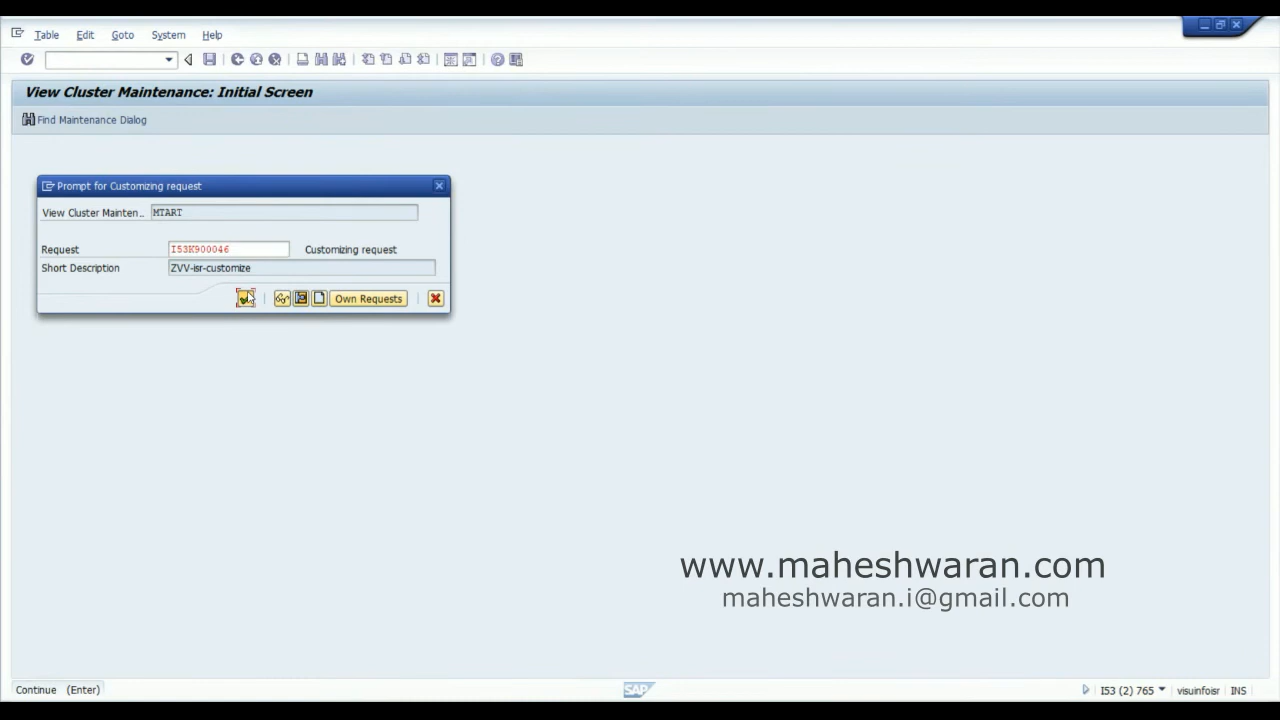 Table Edit Goto System Help
View Cluster Maintenance: Initial Screen
Find Maintenance Dialog
Prompt for Customizing request
View Cluster Mainten.. MTART
Request I53K900046 Customizing request
Short Description ZVV-isr-customize
Own Requests
www.maheshwaran.com
maheshwaran.i@gmail.com
Continue (Enter) SAP I53 (2) 765 visuinfoisr INS